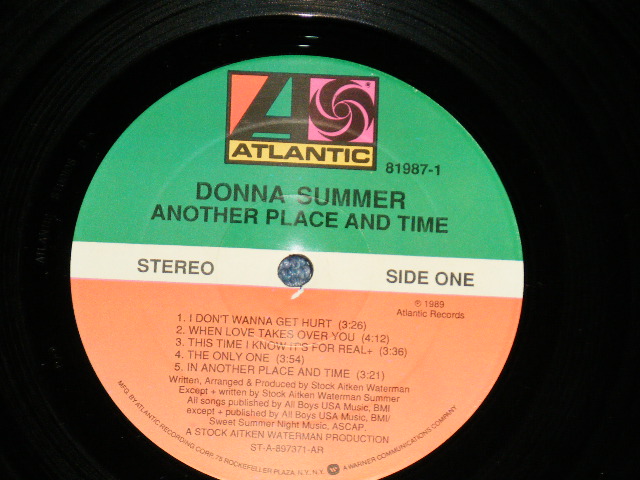 ATLANTIC
81987-1
DONNA SUMMER
ANOTHER PLACE AND TIME
STEREO
SIDE ONE
℗ 1989
Atlantic Records
1. I DON'T WANNA GET HURT (3:26)
2. WHEN LOVE TAKES OVER YOU (4:12)
3. THIS TIME I KNOW IT'S FOR REAL+ (3:36)
4. THE ONLY ONE (3:54)
5. IN ANOTHER PLACE AND TIME (3:21)
Written, Arranged & Produced by Stock Aitken Waterman
Except + written by Stock Aitken Waterman Summer
All songs published by All Boys USA Music, BMI
except + published by All Boys USA Music, BMI/
Sweet Summer Night Music, ASCAP.
A STOCK AITKEN WATERMAN PRODUCTION
ST-A-897371-AR
MFG. BY ATLANTIC RECORDING CORP., 75 ROCKEFELLER PLAZA, N.Y., N.Y. A WARNER COMMUNICATIONS COMPANY